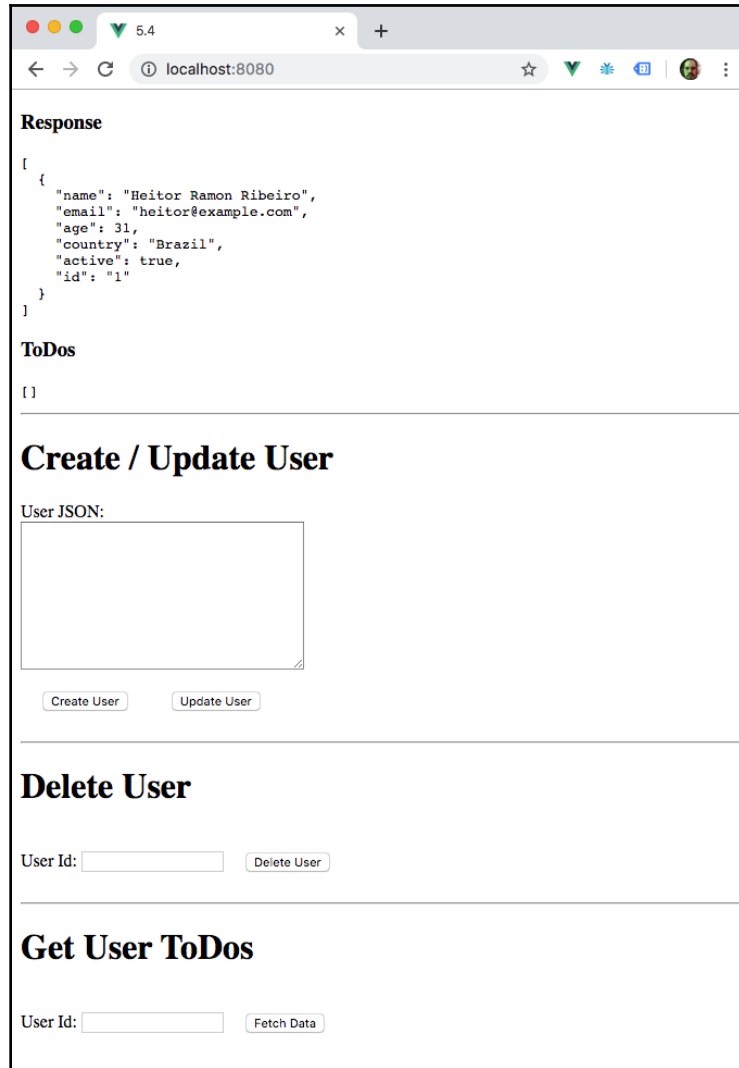 5.4
localhost:8080
Response
[
  {
    "name": "Heitor Ramon Ribeiro",
    "email": "heitor@example.com",
    "age": 31,
    "country": "Brazil",
    "active": true,
    "id": "1"
  }
]
ToDos
[]
Create / Update User
User JSON:
Create User Update User
Delete User
User Id: Delete User
Get User ToDos
User Id: Fetch Data